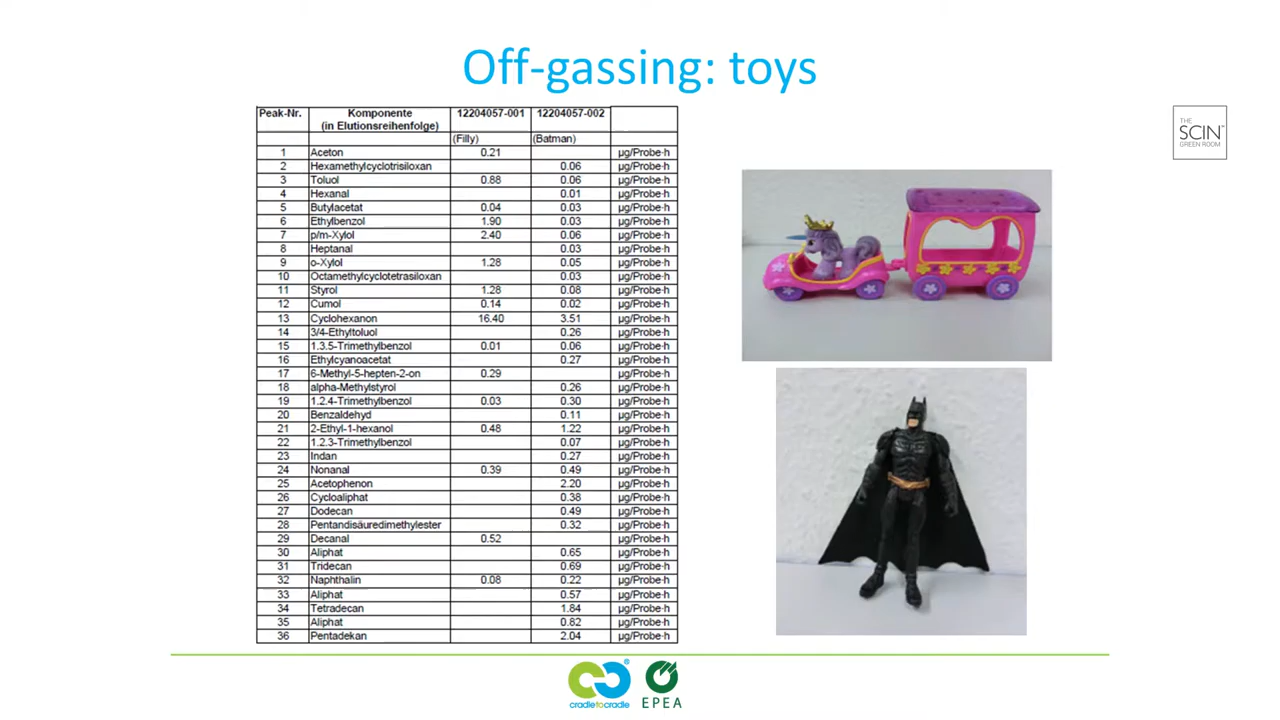 Off-gassing: toys
Peak-Nr. Komponente (in Elutionsreihenfolge) 12204057-001 12204057-002
(Filly) (Batman)
1 Aceton 0.21 µg/Probe·h
2 Hexamethylcyclotrisiloxan 0.06 µg/Probe·h
3 Toluol 0.88 0.06 µg/Probe·h
4 Hexanal 0.01 µg/Probe·h
5 Butylacetat 0.04 0.03 µg/Probe·h
6 Ethylbenzol 1.90 0.03 µg/Probe·h
7 p/m-Xylol 2.40 0.06 µg/Probe·h
8 Heptanal 0.03 µg/Probe·h
9 o-Xylol 1.28 0.05 µg/Probe·h
10 Octamethylcyclotetrasiloxan 0.03 µg/Probe·h
11 Styrol 1.28 0.08 µg/Probe·h
12 Cumol 0.14 0.02 µg/Probe·h
13 Cyclohexanon 16.40 3.51 µg/Probe·h
14 3/4-Ethyltoluol 0.26 µg/Probe·h
15 1.3.5-Trimethylbenzol 0.01 0.06 µg/Probe·h
16 Ethylcyanoacetat 0.27 µg/Probe·h
17 6-Methyl-5-hepten-2-on 0.29 µg/Probe·h
18 alpha-Methylstyrol 0.26 µg/Probe·h
19 1.2.4-Trimethylbenzol 0.03 0.30 µg/Probe·h
20 Benzaldehyd 0.11 µg/Probe·h
21 2-Ethyl-1-hexanol 0.48 1.22 µg/Probe·h
22 1.2.3-Trimethylbenzol 0.07 µg/Probe·h
23 Indan 0.27 µg/Probe·h
24 Nonanal 0.39 0.49 µg/Probe·h
25 Acetophenon 2.20 µg/Probe·h
26 Cycloaliphat 0.38 µg/Probe·h
27 Dodecan 0.49 µg/Probe·h
28 Pentandisäuredimethylester 0.32 µg/Probe·h
29 Decanal 0.52 µg/Probe·h
30 Aliphat 0.65 µg/Probe·h
31 Tridecan 0.69 µg/Probe·h
32 Naphthalin 0.08 0.22 µg/Probe·h
33 Aliphat 0.57 µg/Probe·h
34 Tetradecan 1.84 µg/Probe·h
35 Aliphat 0.82 µg/Probe·h
36 Pentadekan 2.04 µg/Probe·h
THE
SCIN™
GREEN ROOM
cradletocradle®
EPEA